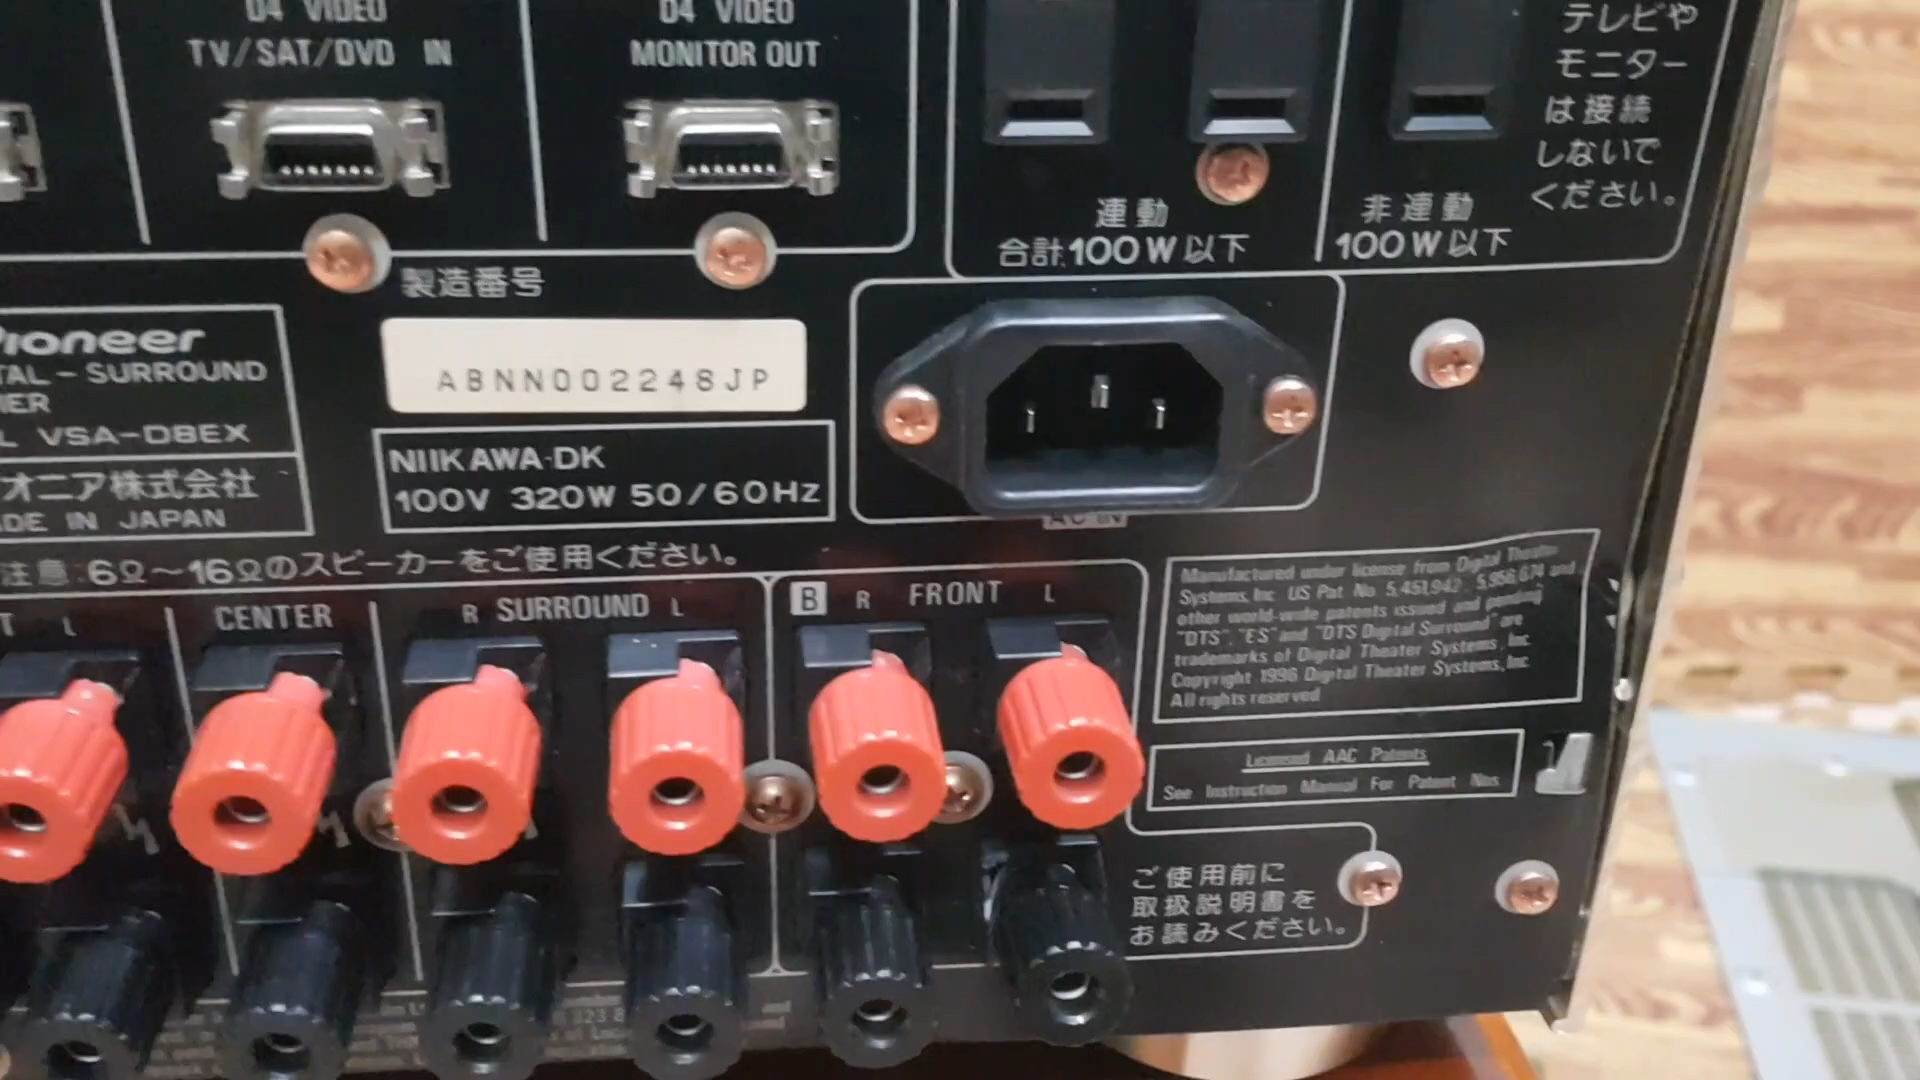 D4 VIDEO
TV/SAT/DVD IN
D4 VIDEO
MONITOR OUT
テレビや
モニター
は接続
しないで
ください。
連動
合計100W以下
非連動
100W以下
製造番号
Pioneer
TAL-SURROUND
IER
L VSA-D8EX
オニア株式会社
DE IN JAPAN
ABNN002248JP
NIIKAWA-DK
100V 320W 50/60Hz
AC IN
注意:6Ω〜16Ωのスピーカーをご使用ください。
T L
CENTER
R SURROUND L
B R FRONT L
Manufactured under license from Digital Theater
Systems, Inc. US Pat. No. 5,451,942, 5,956,674 and
other world-wide patents issued and pending.
"DTS", "ES" and "DTS Digital Surround" are
trademarks of Digital Theater Systems, Inc.
Copyright 1996 Digital Theater Systems, Inc.
All rights reserved
Licensed AAC Patents
See Instruction Manual For Patent Nos.
ご使用前に
取扱説明書を
お読みください。